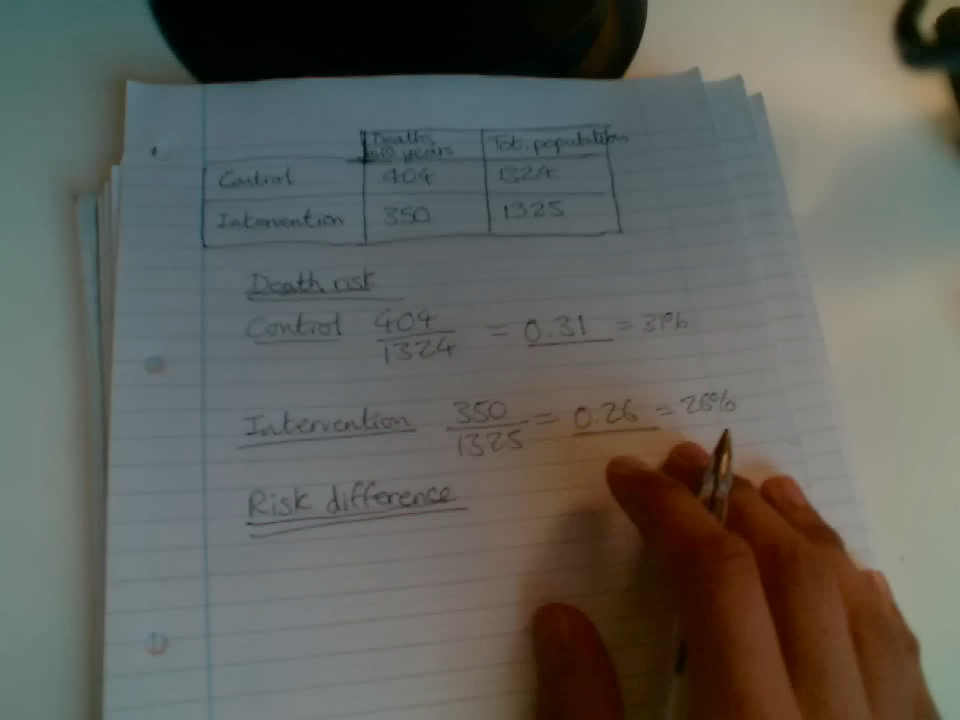 Deaths Tot. population
10 years
Control 404 1324
Intervention 350 1325
Death risk
Control 404/1324 = 0.31 = 31%
Intervention 350/1325 = 0.26 = 26%
Risk difference